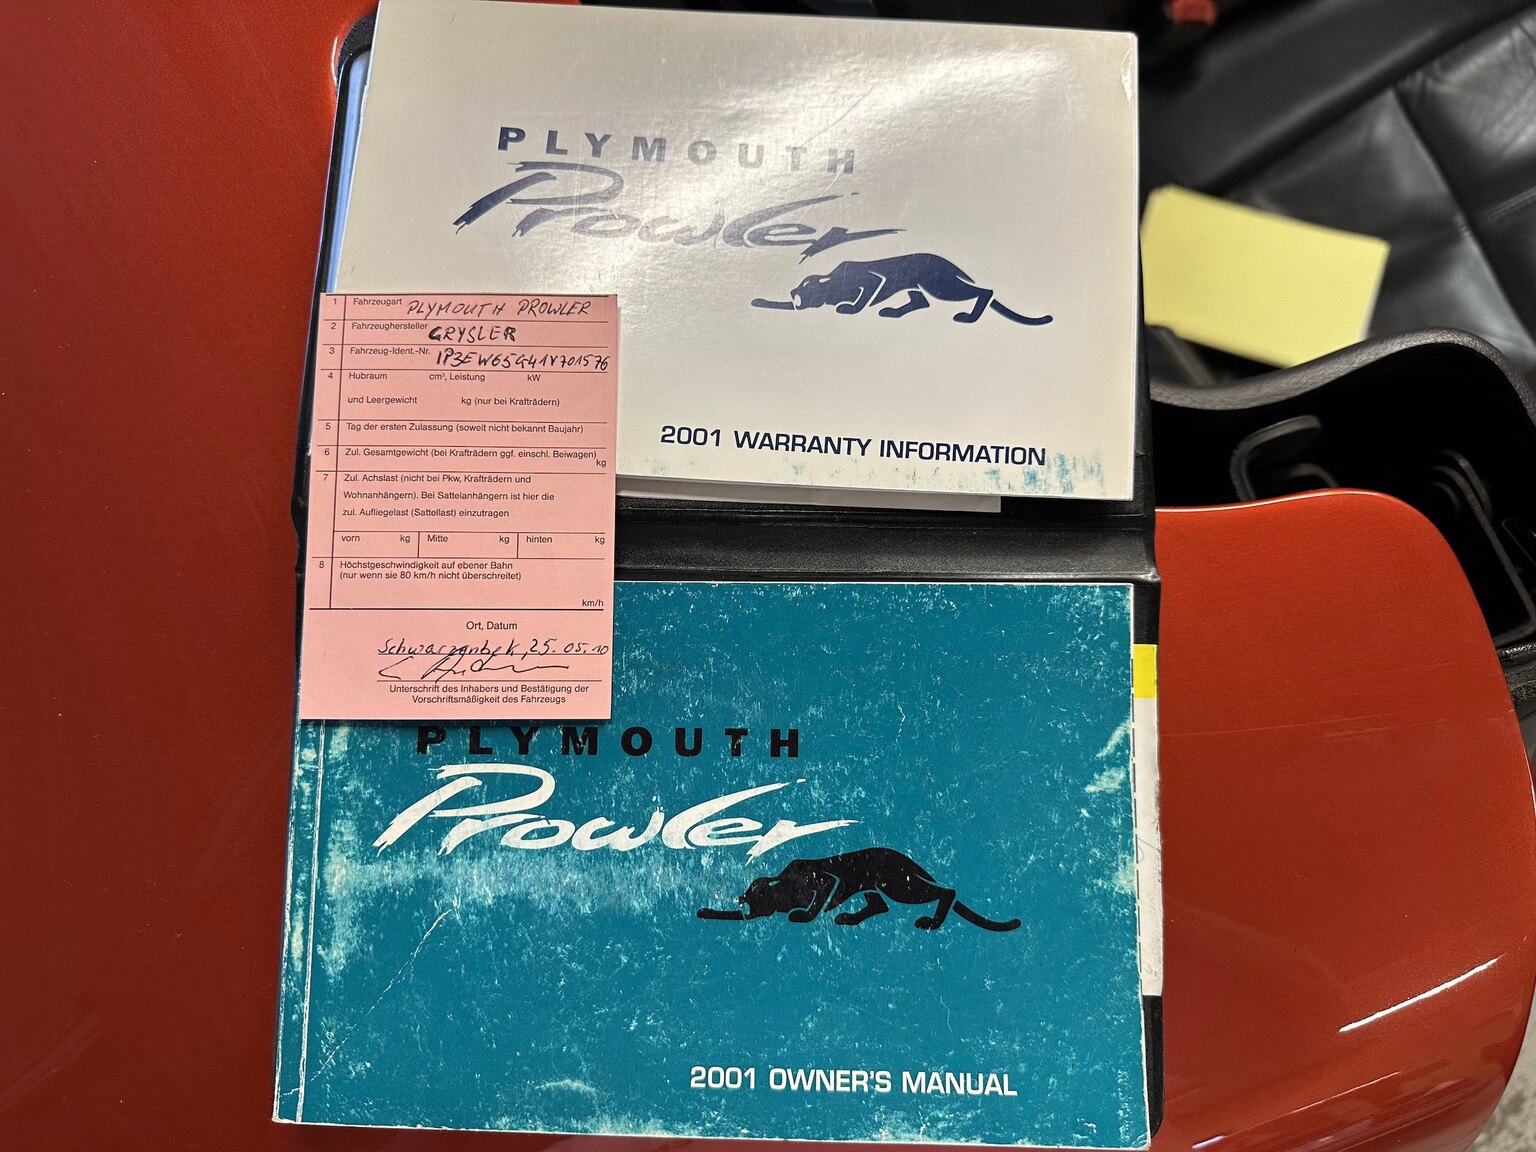 PLYMOUTH
Prowler
2001 WARRANTY INFORMATION
1 Fahrzeugart PLYMOUTH PROWLER
2 Fahrzeughersteller CRYSLER
3 Fahrzeug-Ident.-Nr. 1P3EW65G41V701576
4 Hubraum cm³, Leistung kW
und Leergewicht kg (nur bei Krafträdern)
5 Tag der ersten Zulassung (soweit nicht bekannt Baujahr)
6 Zul. Gesamtgewicht (bei Krafträdern ggf. einschl. Beiwagen)
kg
7 Zul. Achslast (nicht bei Pkw, Krafträdern und
Wohnanhängern). Bei Sattelanhängern ist hier die
zul. Aufliegelast (Sattellast) einzutragen
vorn kg Mitte kg hinten kg
8 Höchstgeschwindigkeit auf ebener Bahn
(nur wenn sie 80 km/h nicht überschreitet)
km/h
Ort, Datum
Schwarzenbek, 25.05.10
Unterschrift des Inhabers und Bestätigung der
Vorschriftsmäßigkeit des Fahrzeugs
PLYMOUTH
Prowler
2001 OWNER'S MANUAL